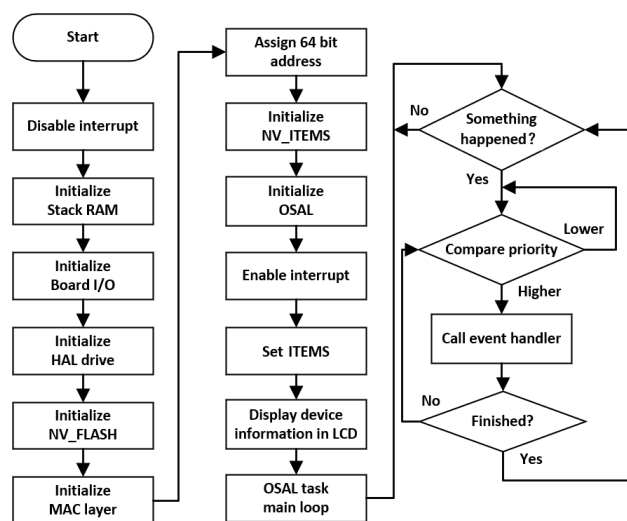 Start
Disable interrupt
Initialize
Stack RAM
Initialize
Board I/O
Initialize
HAL drive
Initialize
NV_FLASH
Initialize
MAC layer
Assign 64 bit
address
Initialize
NV_ITEMS
Initialize
OSAL
Enable interrupt
Set ITEMS
Display device
information in LCD
OSAL task
main loop
No
Something
happened?
Yes
Lower
Compare priority
Higher
Call event handler
No
Finished?
Yes